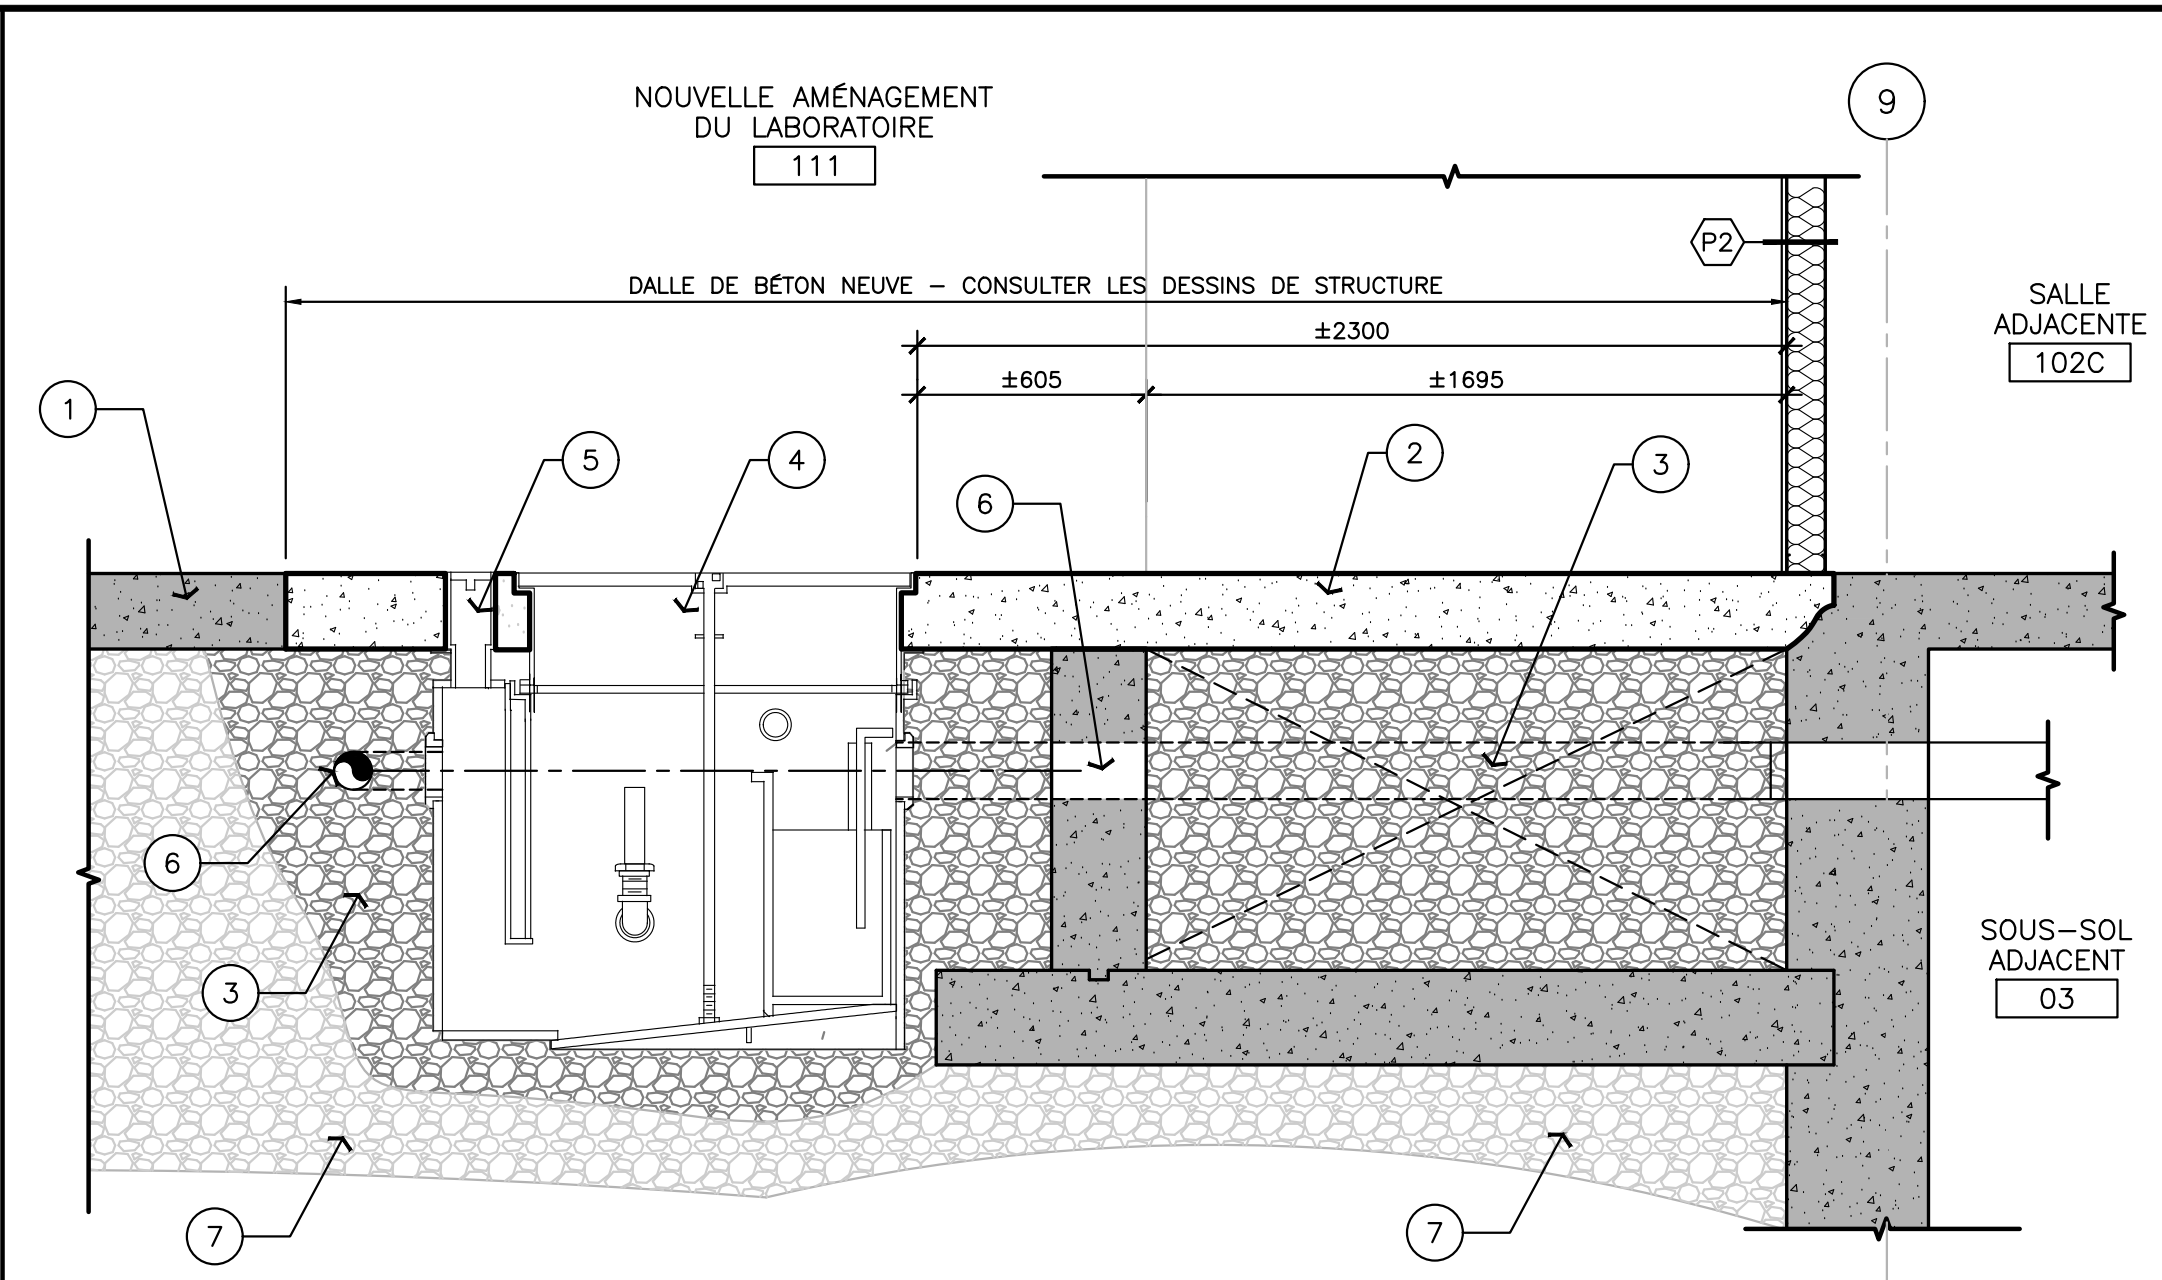 NOUVELLE AMÉNAGEMENT
DU LABORATOIRE
111
9
P2
DALLE DE BÉTON NEUVE – CONSULTER LES DESSINS DE STRUCTURE
SALLE
ADJACENTE
102C
±2300
±605
±1695
1
5
4
2
3
6
6
3
SOUS-SOL
ADJACENT
03
7
7